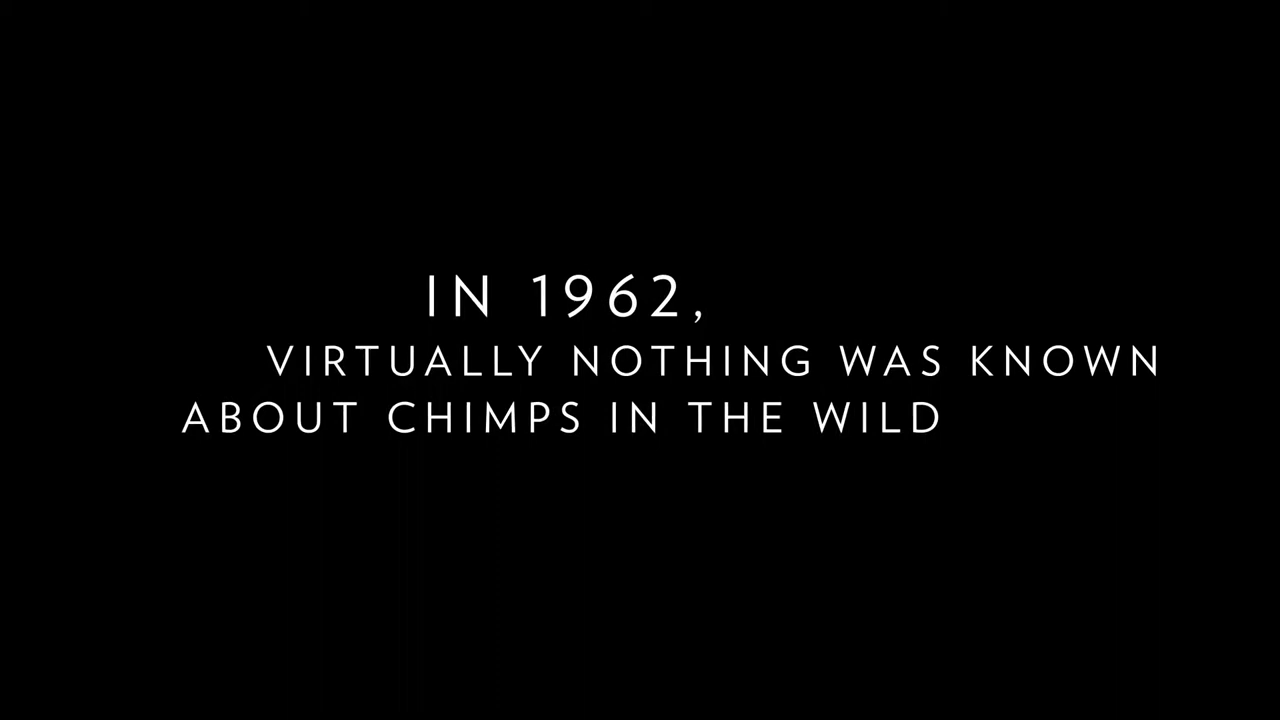 IN 1962,
VIRTUALLY NOTHING WAS KNOWN
ABOUT CHIMPS IN THE WILD